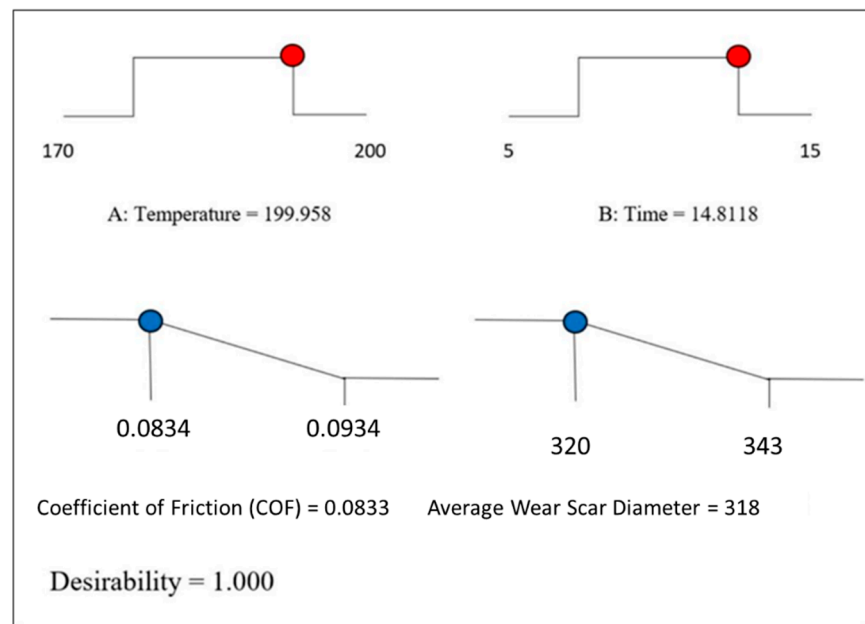 170 200 5 15
A: Temperature = 199.958 B: Time = 14.8118
0.0834 0.0934 320 343
Coefficient of Friction (COF) = 0.0833 Average Wear Scar Diameter = 318
Desirability = 1.000